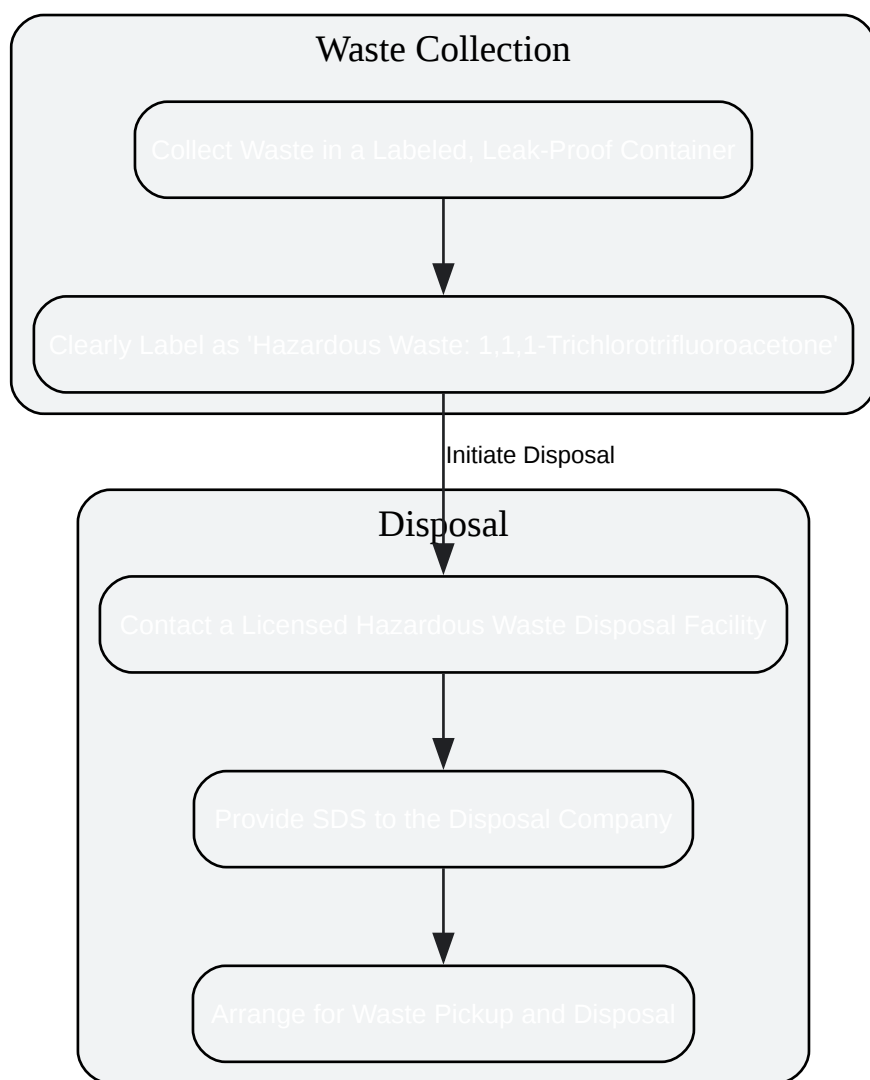 Waste Collection
Collect Waste in a Labeled, Leak-Proof Container
Clearly Label as 'Hazardous Waste: 1,1,1-Trichlorotrifluoroacetone'
Initiate Disposal
Disposal
Contact a Licensed Hazardous Waste Disposal Facility
Provide SDS to the Disposal Company
Arrange for Waste Pickup and Disposal